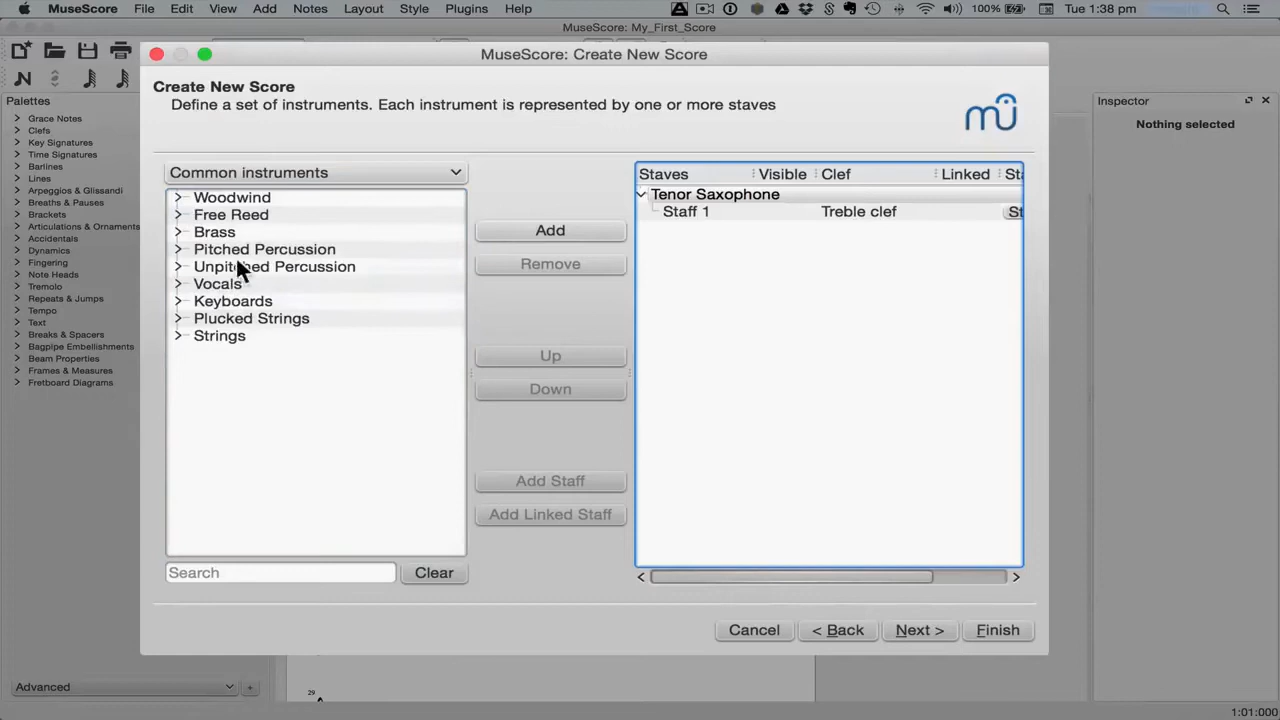 MuseScore File Edit View Add Notes Layout Style Plugins Help 100% Tue 1:38 pm
MuseScore: My_First_Score
MuseScore: Create New Score
Create New Score
Define a set of instruments. Each instrument is represented by one or more staves
Palettes
Grace Notes
Clefs
Key Signatures
Time Signatures
Barlines
Lines
Arpeggios & Glissandi
Breaths & Pauses
Brackets
Articulations & Ornaments
Accidentals
Dynamics
Fingering
Note Heads
Tremolo
Repeats & Jumps
Tempo
Text
Breaks & Spacers
Bagpipe Embellishments
Beam Properties
Frames & Measures
Fretboard Diagrams
Advanced
+
Common instruments
Woodwind
Free Reed
Brass
Pitched Percussion
Unpitched Percussion
Vocals
Keyboards
Plucked Strings
Strings
Search
Clear
Add
Remove
Up
Down
Add Staff
Add Linked Staff
Staves Visible Clef Linked Sta
Tenor Saxophone
Staff 1 Treble clef St
Cancel < Back Next > Finish
Inspector
Nothing selected
29
1:01:000